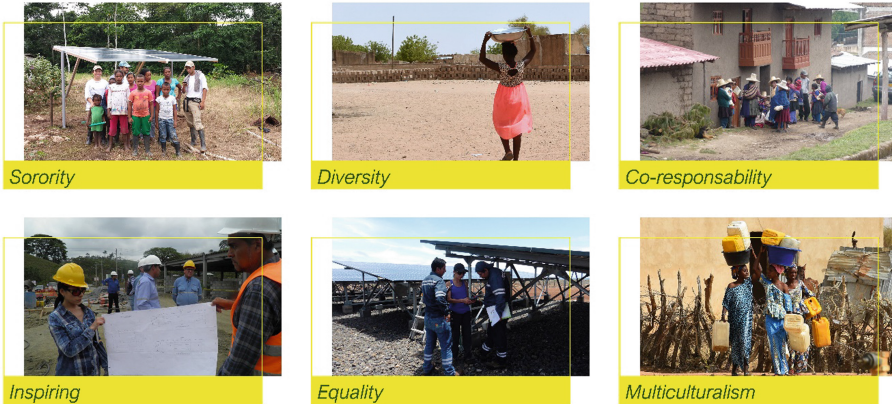 Sorority
Diversity
Co-responsability
Inspiring
Equality
Multiculturalism